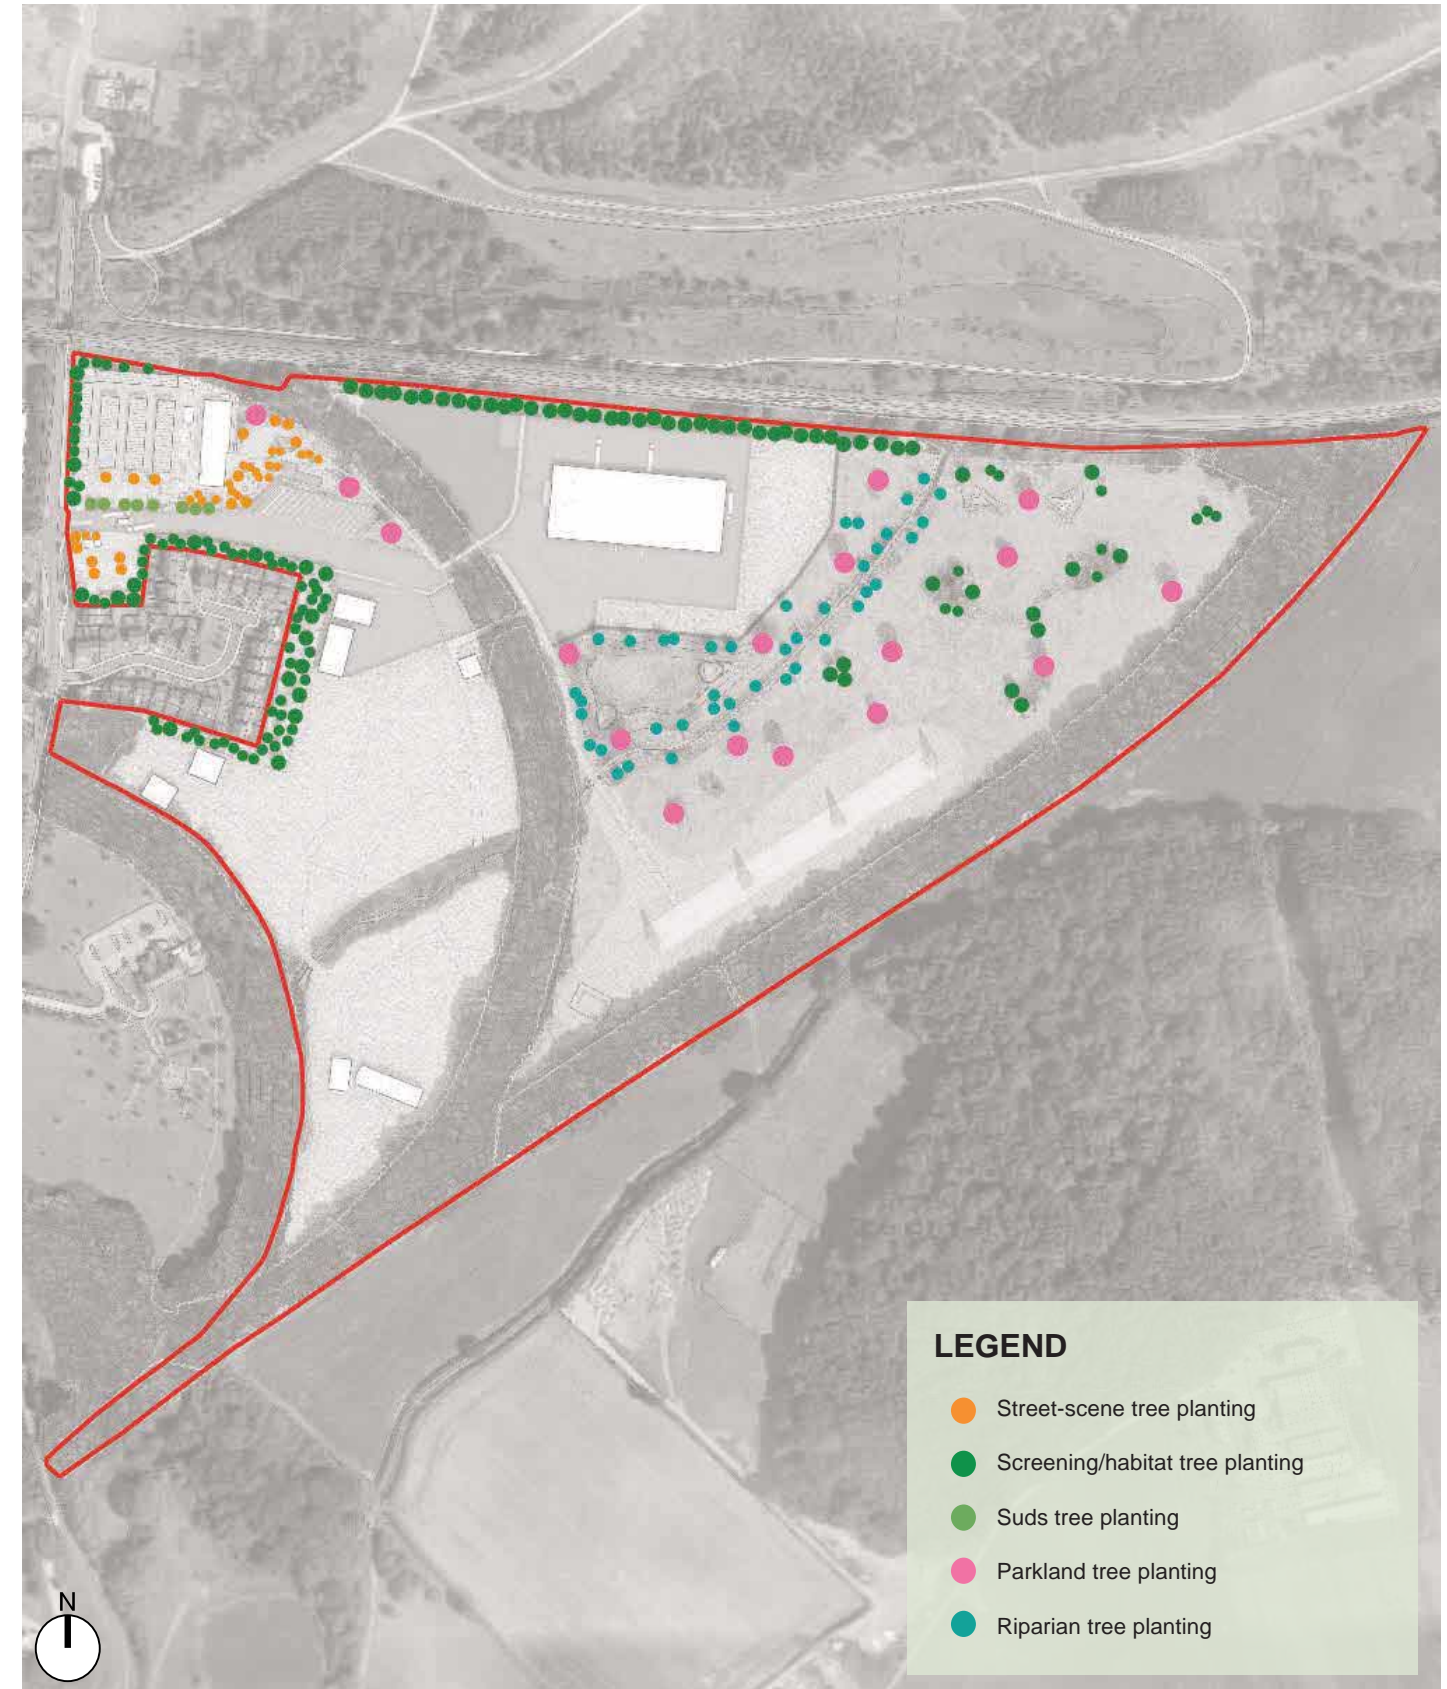 LEGEND
Street-scene tree planting
Screening/habitat tree planting
Suds tree planting
Parkland tree planting
Riparian tree planting
N